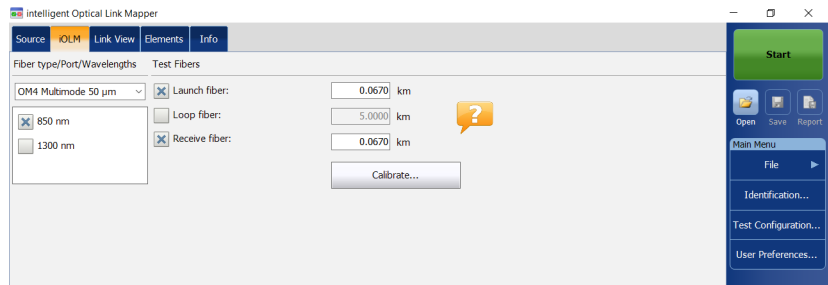 intelligent Optical Link Mapper
Source iOLM Link View Elements Info
Fiber type/Port/Wavelengths Test Fibers
OM4 Multimode 50 µm
850 nm
1300 nm
Launch fiber: 0.0670 km
Loop fiber: 5.0000 km
Receive fiber: 0.0670 km
Calibrate...
?
Start
Open Save Report
Main Menu
File
Identification...
Test Configuration...
User Preferences...